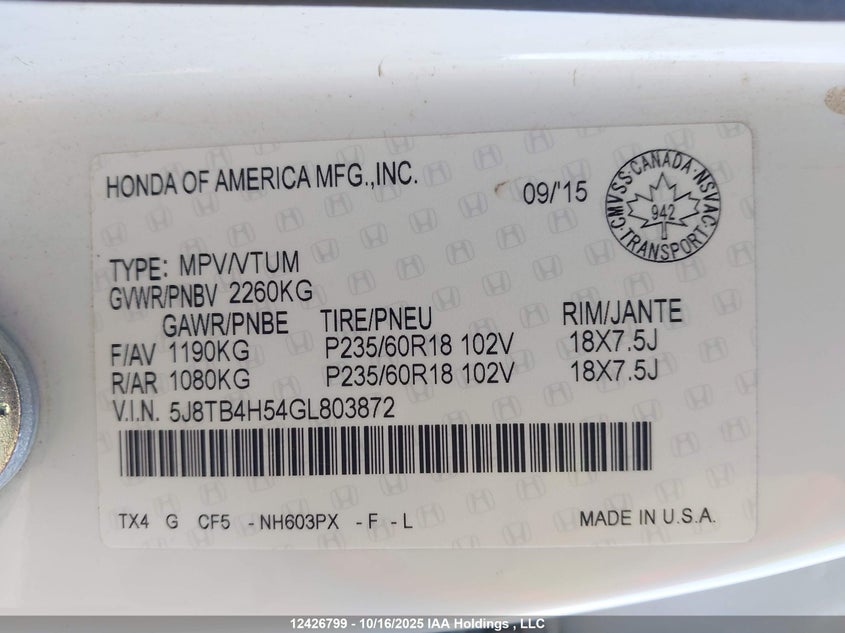 HONDA OF AMERICA MFG.,INC.
09/'15
CMVSS · CANADA · NSVAC · TRANSPORT ·
942
TYPE: MPV/VTUM
GVWR/PNBV 2260KG
GAWR/PNBE TIRE/PNEU RIM/JANTE
F/AV 1190KG P235/60R18 102V 18X7.5J
R/AR 1080KG P235/60R18 102V 18X7.5J
V.I.N. 5J8TB4H54GL803872
TX4 G CF5 -NH603PX -F -L MADE IN U.S.A.
12426799 - 10/16/2025 IAA Holdings , LLC